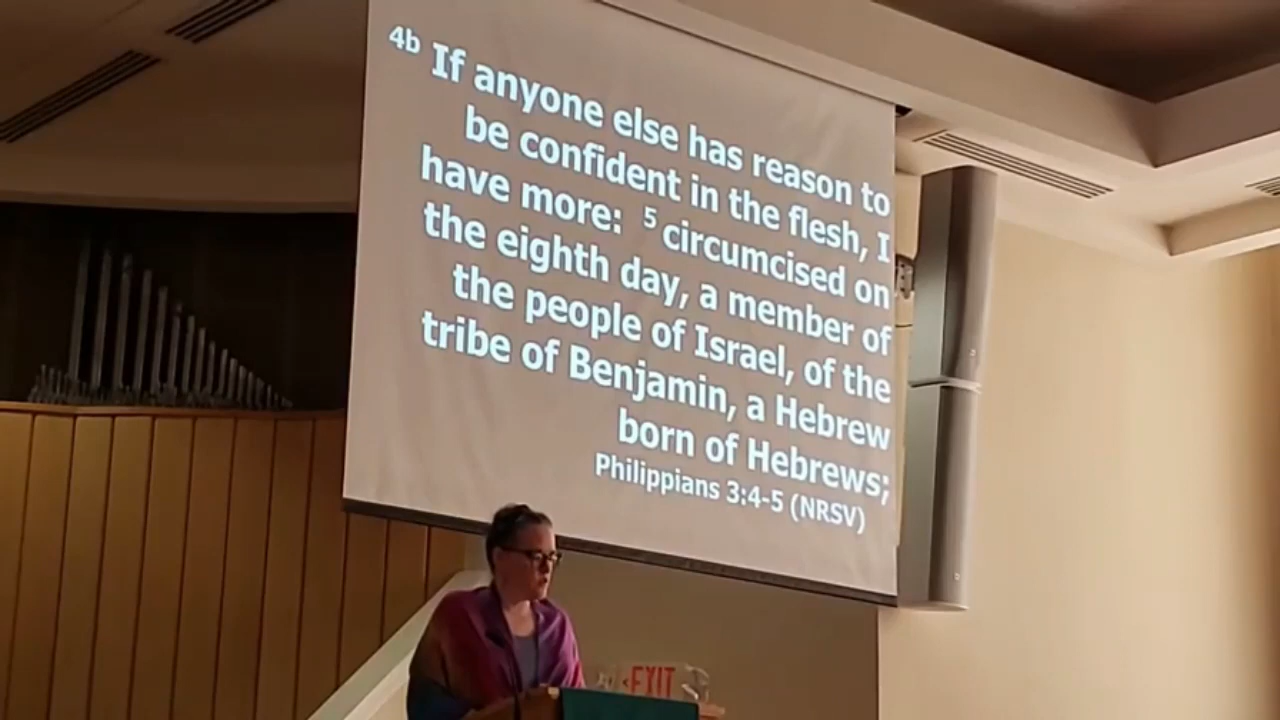 4b If anyone else has reason to
be confident in the flesh, I
have more: 5 circumcised on
the eighth day, a member of
the people of Israel, of the
tribe of Benjamin, a Hebrew
born of Hebrews;
Philippians 3:4-5 (NRSV)
EXIT